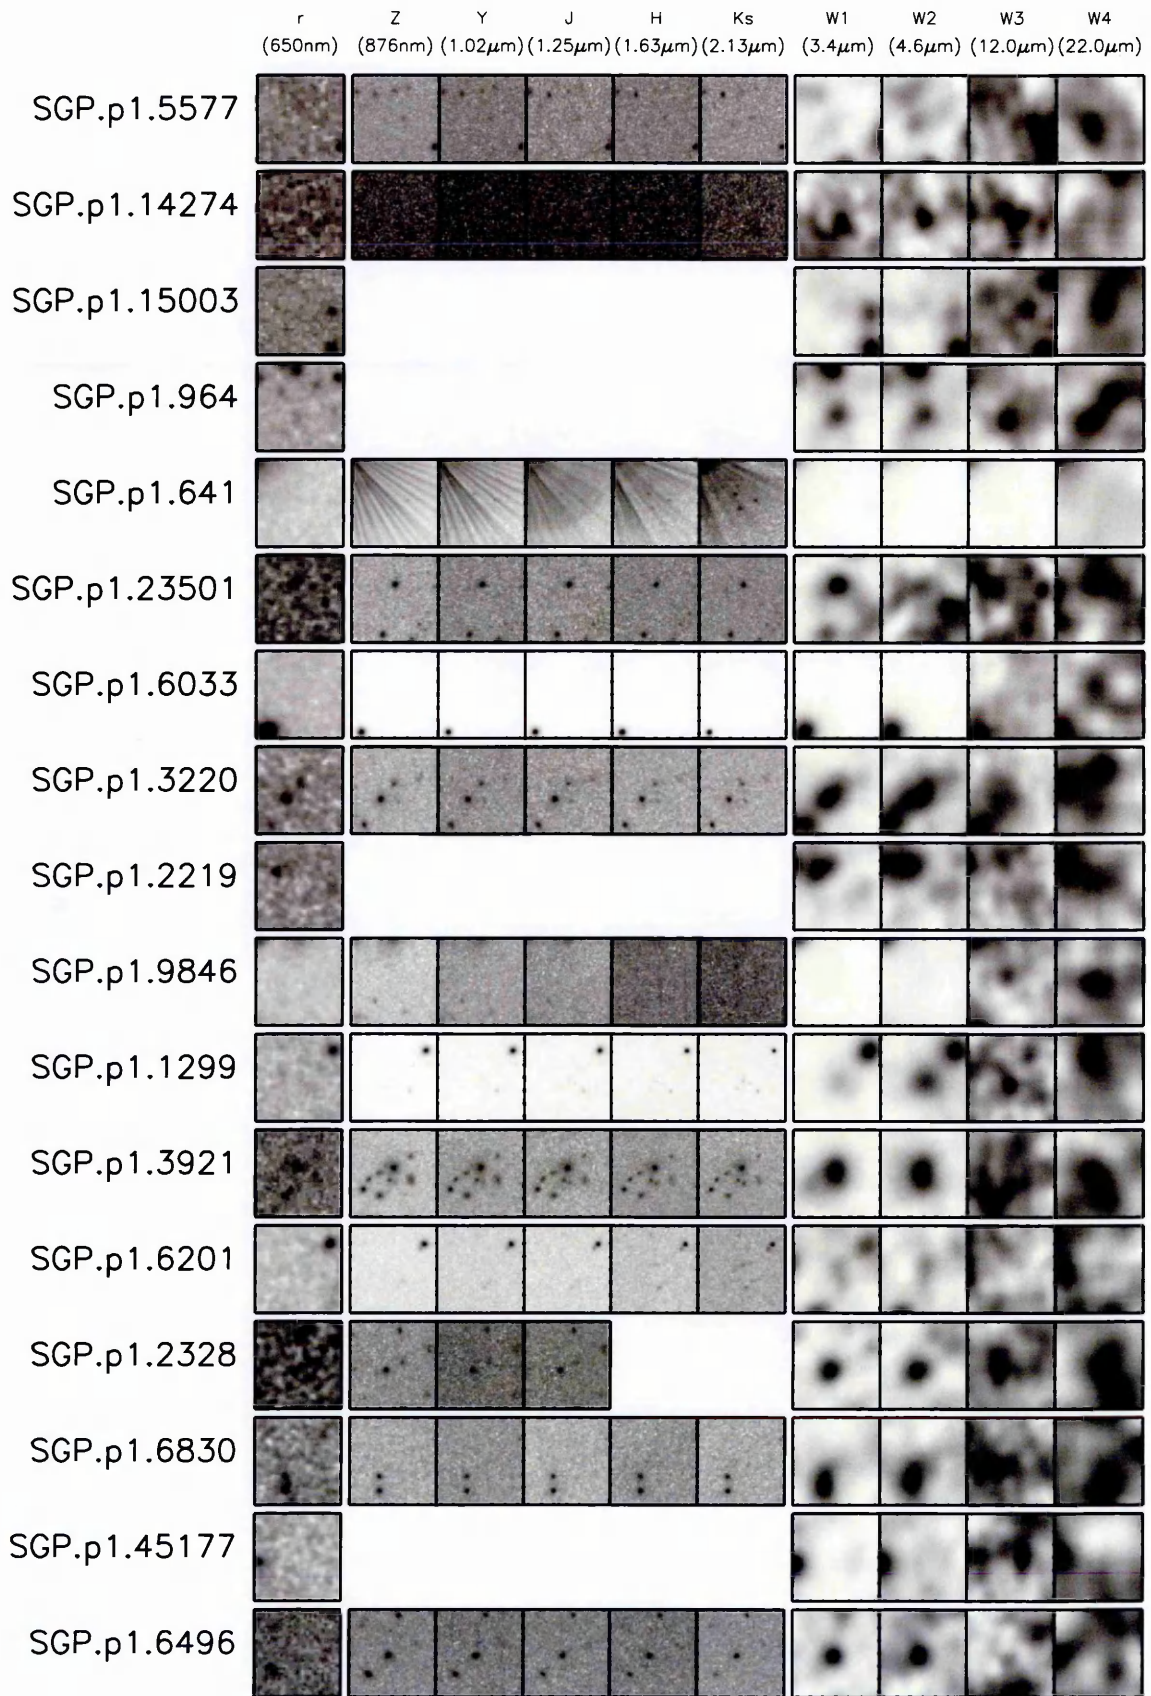 r Z Y J H Ks W1 W2 W3 W4
(650nm) (876nm) (1.02μm) (1.25μm) (1.63μm) (2.13μm) (3.4μm) (4.6μm) (12.0μm) (22.0μm)
SGP.p1.5577
SGP.p1.14274
SGP.p1.15003
SGP.p1.964
SGP.p1.641
SGP.p1.23501
SGP.p1.6033
SGP.p1.3220
SGP.p1.2219
SGP.p1.9846
SGP.p1.1299
SGP.p1.3921
SGP.p1.6201
SGP.p1.2328
SGP.p1.6830
SGP.p1.45177
SGP.p1.6496